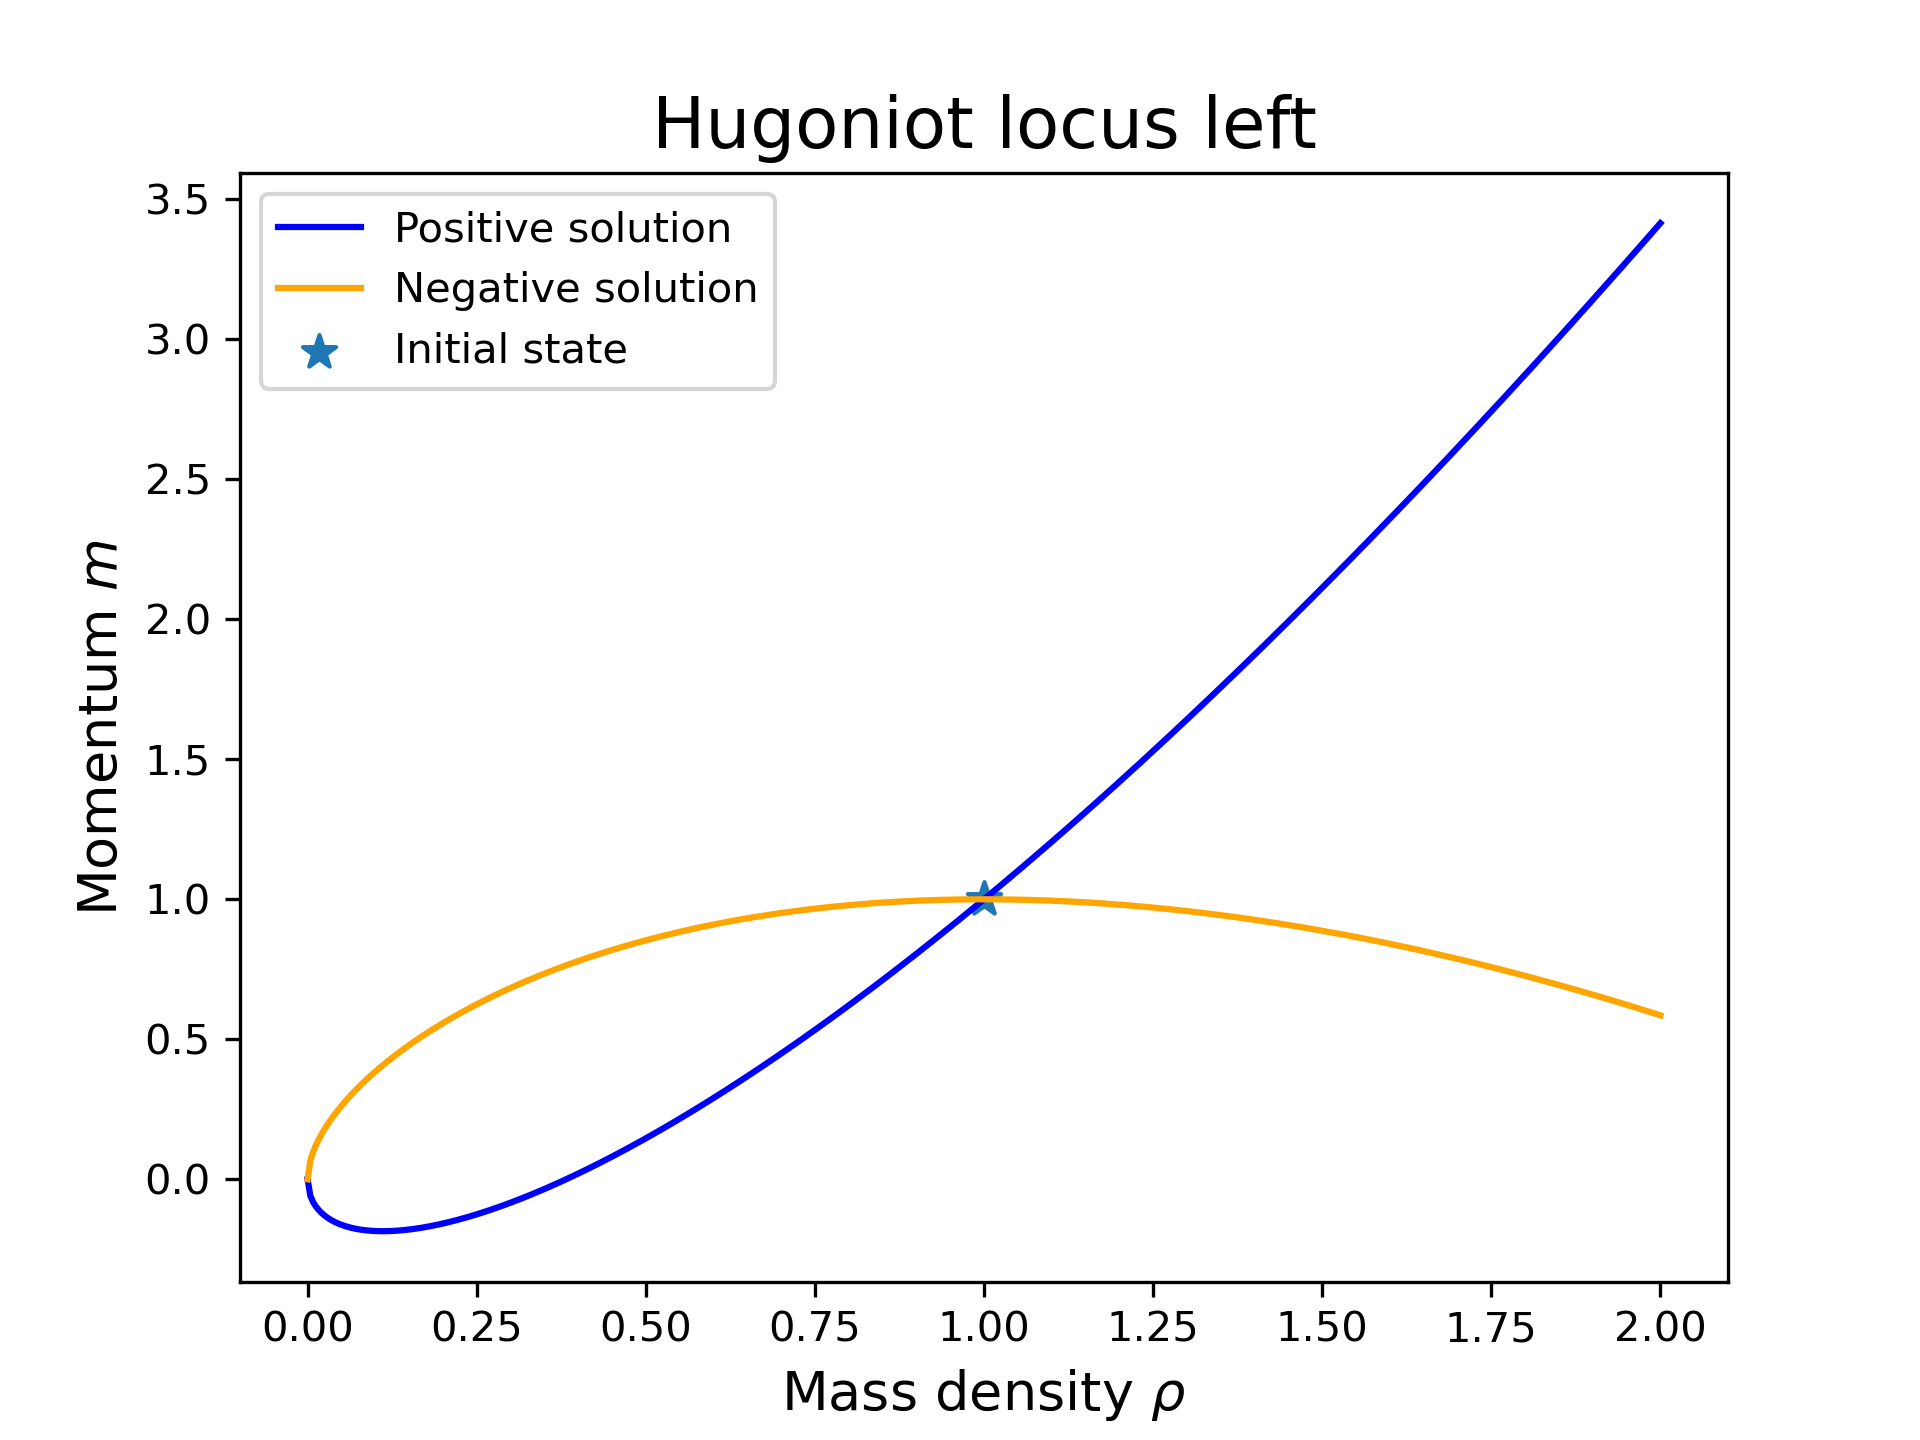 Hugoniot locus left
Positive solution
Negative solution
Initial state
Momentum m
3.5
3.0
2.5
2.0
1.5
1.0
0.5
0.0
0.00 0.25 0.50 0.75 1.00 1.25 1.50 1.75 2.00
Mass density ρ